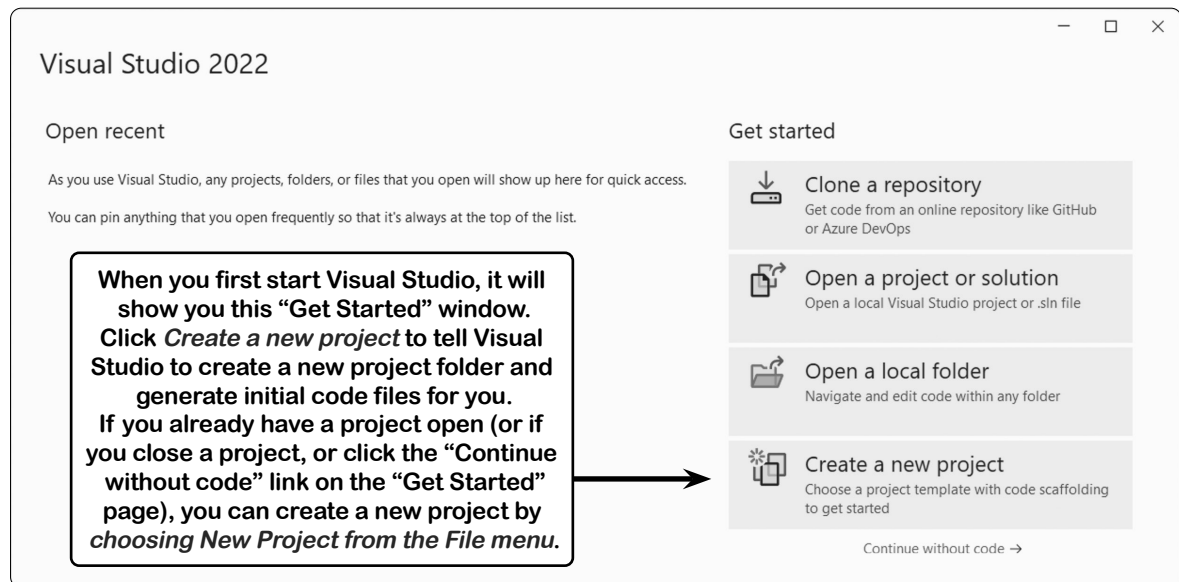 Visual Studio 2022
Open recent
As you use Visual Studio, any projects, folders, or files that you open will show up here for quick access.
You can pin anything that you open frequently so that it's always at the top of the list.
When you first start Visual Studio, it will
show you this “Get Started” window.
Click Create a new project to tell Visual
Studio to create a new project folder and
generate initial code files for you.
If you already have a project open (or if
you close a project, or click the “Continue
without code” link on the “Get Started”
page), you can create a new project by
choosing New Project from the File menu.
Get started
Clone a repository
Get code from an online repository like GitHub
or Azure DevOps
Open a project or solution
Open a local Visual Studio project or .sln file
Open a local folder
Navigate and edit code within any folder
Create a new project
Choose a project template with code scaffolding
to get started
Continue without code →